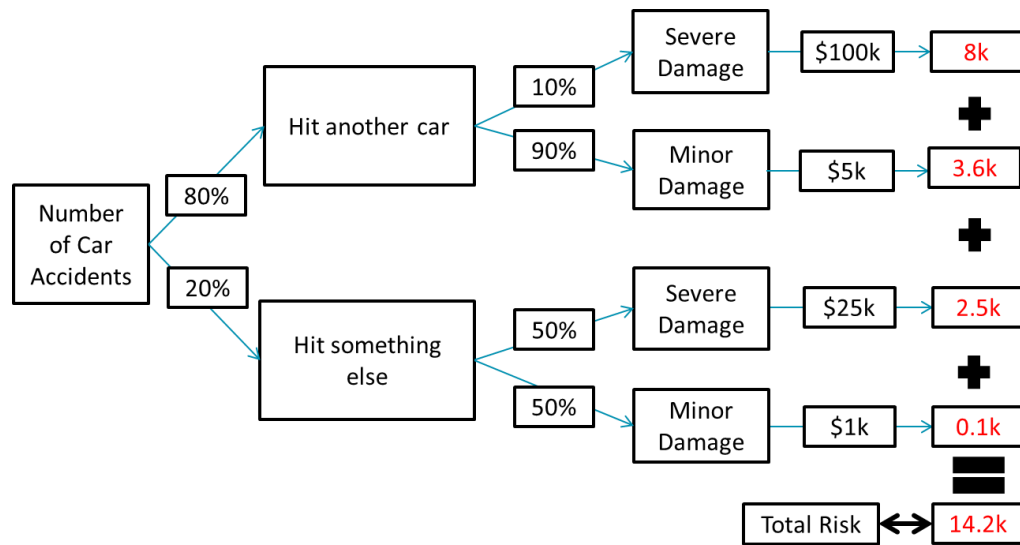 Severe
Damage
$100k
8k
10%
Hit another car
90%
Minor
Damage
$5k
3.6k
80%
Number
of Car
Accidents
20%
Severe
Damage
$25k
2.5k
50%
Hit something
else
50%
Minor
Damage
$1k
0.1k
Total Risk
14.2k